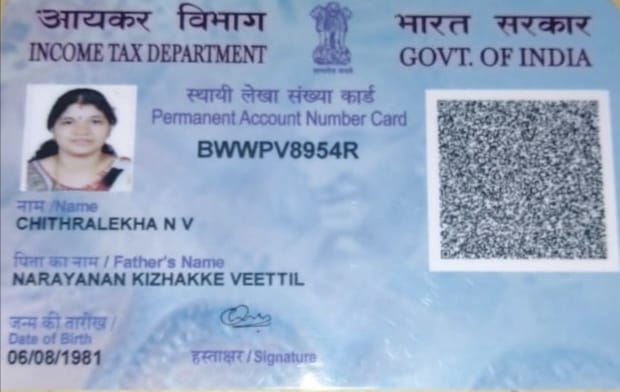 आयकर विभाग
INCOME TAX DEPARTMENT
भारत सरकार
GOVT. OF INDIA
सत्यमेव जयते
स्थायी लेखा संख्या कार्ड
Permanent Account Number Card
BWWPV8954R
नाम /Name
CHITHRALEKHA N V
पिता का नाम / Father's Name
NARAYANAN KIZHAKKE VEETTIL
जन्म की तारीख /
Date of Birth
06/08/1981
हस्ताक्षर / Signature